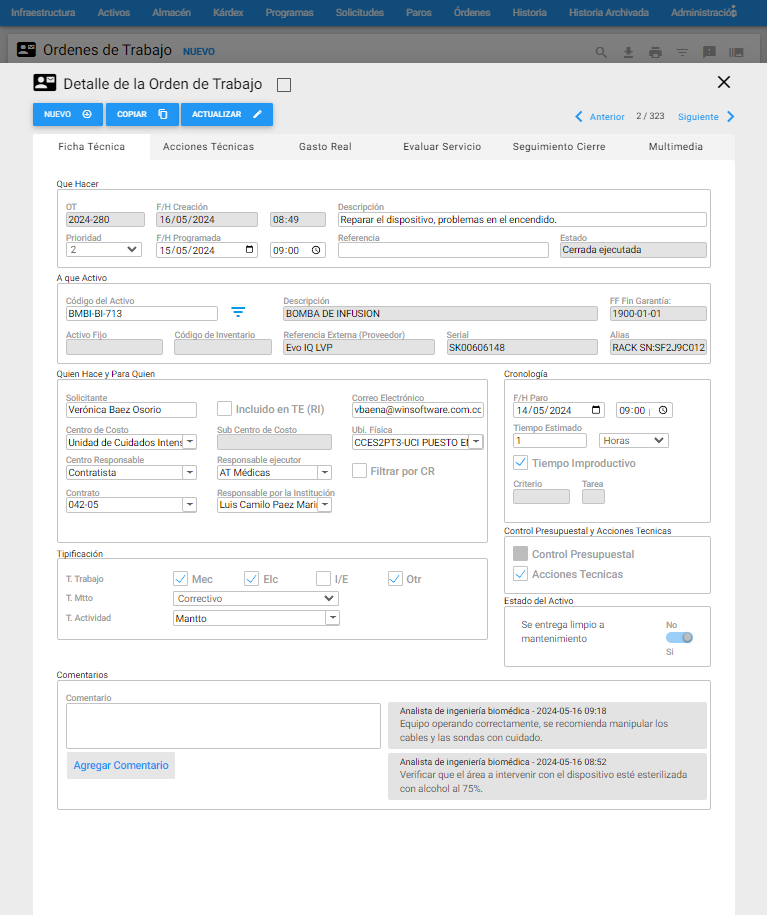 Infraestructura Activos Almacén Kárdex Programas Solicitudes Paros Órdenes Historia Historia Archivada Administración
Ordenes de Trabajo NUEVO
Detalle de la Orden de Trabajo
NUEVO COPIAR ACTUALIZAR
Anterior 2 / 323 Siguiente
Ficha Técnica Acciones Técnicas Gasto Real Evaluar Servicio Seguimiento Cierre Multimedia
Que Hacer
OT F/H Creación Descripción
2024-280 16/05/2024 08:49 Reparar el dispositivo, problemas en el encendido.
Prioridad F/H Programada Referencia Estado
2 15/05/2024 09:00 Cerrada ejecutada
A que Activo
Código del Activo Descripción FF Fin Garantía:
BMBI-BI-713 BOMBA DE INFUSION 1900-01-01
Activo Fijo Código de Inventario Referencia Externa (Proveedor) Serial Alias
Evo IQ LVP SK00606148 RACK SN:SF2J9C012
Quien Hace y Para Quien
Solicitante Correo Electrónico
Verónica Baez Osorio Incluido en TE (RI) vbaena@winsoftware.com.cc
Centro de Costo Sub Centro de Costo Ubi. Física
Unidad de Cuidados Intens CCES2PT3-UCI PUESTO EI
Centro Responsable Responsable ejecutor
Contratista AT Médicas Filtrar por CR
Contrato Responsable por la Institución
042-05 Luis Camilo Paez Mari
Cronología
F/H Paro
14/05/2024 09:00
Tiempo Estimado
1 Horas
Tiempo Improductivo
Criterio Tarea
Control Presupuestal y Acciones Tecnicas
Control Presupuestal
Acciones Tecnicas
Tipificación
T. Trabajo Mec Elc I/E Otr
T. Mtto Correctivo
T. Actividad Mantto
Estado del Activo
Se entrega limpio a No
mantenimiento
Si
Comentarios
Comentario
Agregar Comentario
Analista de ingeniería biomédica - 2024-05-16 09:18
Equipo operando correctamente, se recomienda manipular los
cables y las sondas con cuidado.
Analista de ingeniería biomédica - 2024-05-16 08:52
Verificar que el área a intervenir con el dispositivo esté esterilizada
con alcohol al 75%.